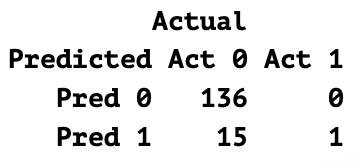 Actual
Predicted Act 0 Act 1
Pred 0 136 0
Pred 1 15 1